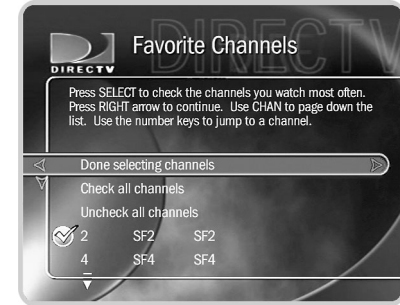 DIRECTV
Favorite Channels
DIRECTV
Press SELECT to check the channels you watch most often.
Press RIGHT arrow to continue. Use CHAN to page down the
list. Use the number keys to jump to a channel.
Done selecting channels
Check all channels
Uncheck all channels
2 SF2 SF2
4 SF4 SF4